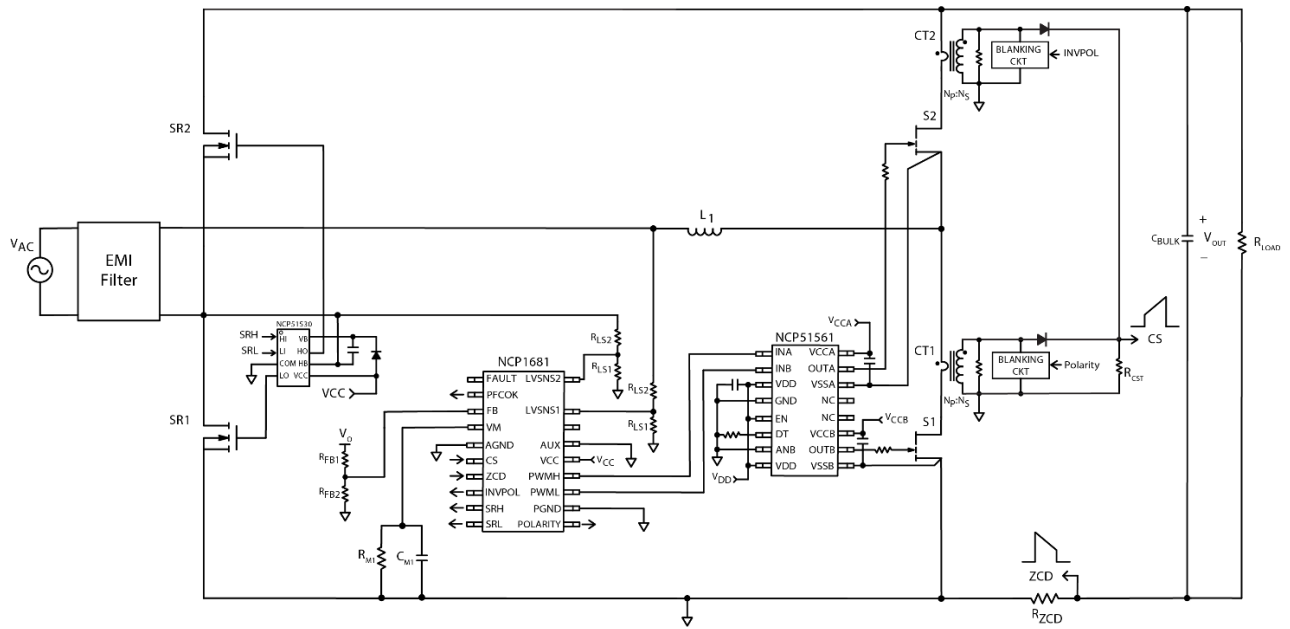 CT2
BLANKING
CKT
INVPOL
NP:NS
SR2
S2
L1
VAC
EMI
Filter
+
CBULK
VOUT
−
RLOAD
NCP51530
SRH
SRL
HI
LI
COM
LO
VB
HO
HB
VCC
VCC
RLS2
RLS1
RLS2
RLS1
NCP1681
FAULT
PFCOK
FB
VM
AGND
CS
ZCD
INVPOL
SRH
SRL
LVSNS2
LVSNS1
AUX
VCC
PWMH
PWML
PGND
POLARITY
VCC
VCCA
NCP51561
INA
INB
VDD
GND
EN
DT
ANB
VDD
VCCA
OUTA
VSSA
NC
NC
VCCB
OUTB
VSSB
VCCB
VDD
CT1
BLANKING
CKT
Polarity
NP:NS
CS
RCST
S1
SR1
VO
RFB1
RFB2
RM1
CM1
ZCD
RZCD